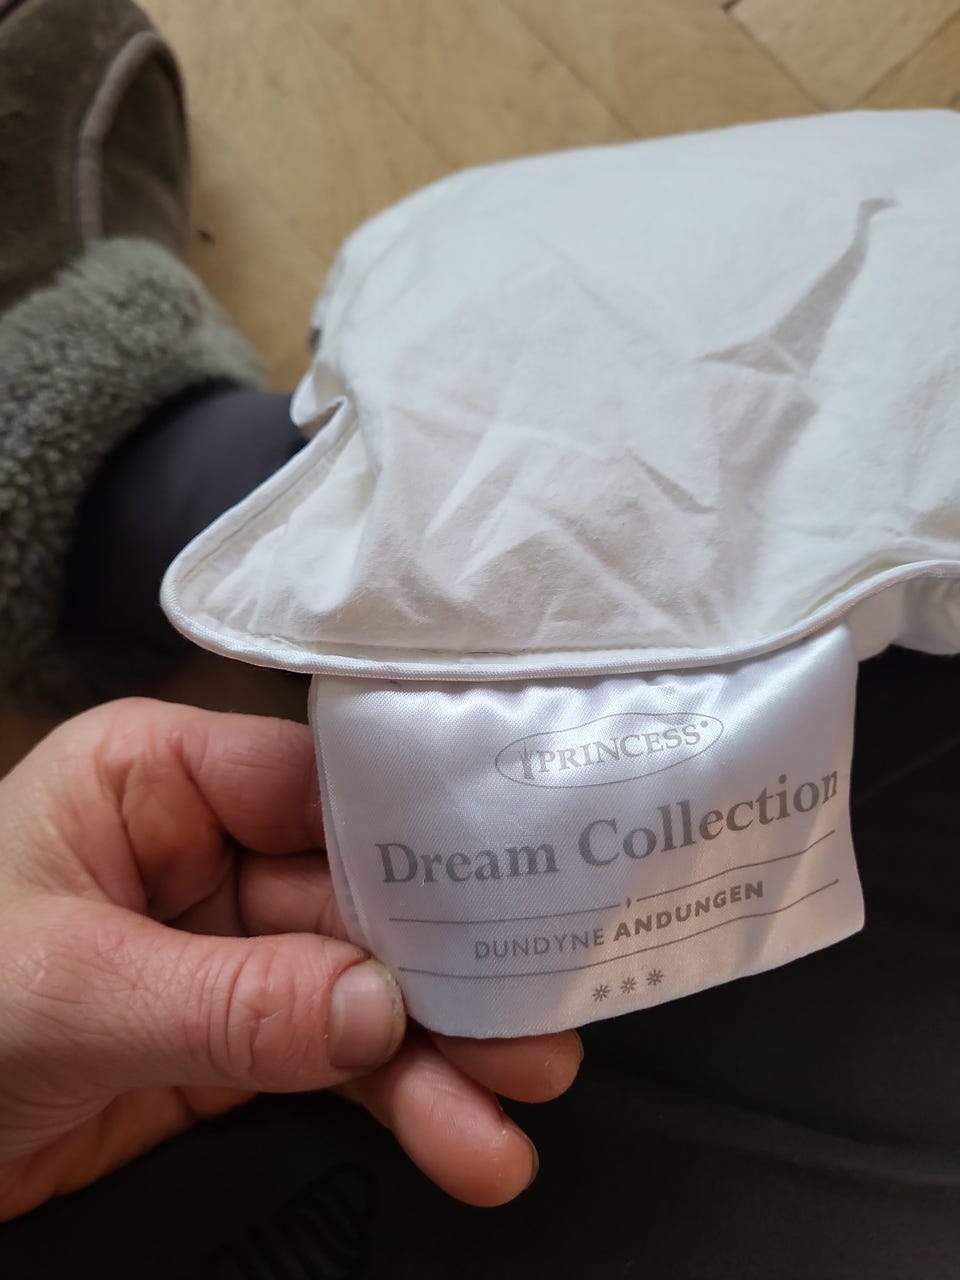 PRINCESS®
Dream Collection
DUNDYNE ANDUNGEN
***